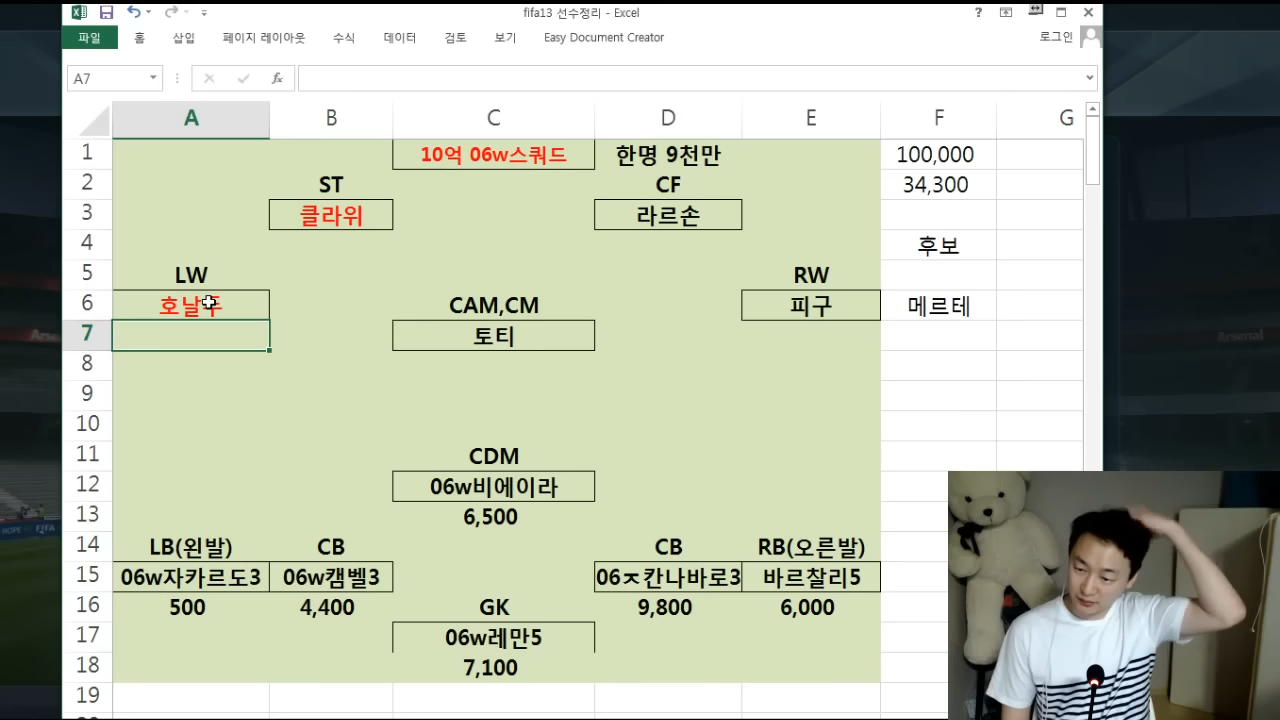 fifa13 선수정리 - Excel
파일 홈 삽입 페이지 레이아웃 수식 데이터 검토 보기 Easy Document Creator 로그인
A7 fx
A B C D E F G
1 10억 06w스쿼드 한명 9천만 100,000
2 ST CF 34,300
3 클라위 라르손
4 후보
5 LW RW
6 호날두 CAM,CM 피구 메르테
7 토티
8
9
10
11 CDM
12 06w비에이라
13 6,500
14 LB(왼발) CB CB RB(오른발)
15 06w자카르도3 06w캠벨3 06ㅈ칸나바로3 바르찰리5
16 500 4,400 GK 9,800 6,000
17 06w레만5
18 7,100
19
Arsenal
FIFA